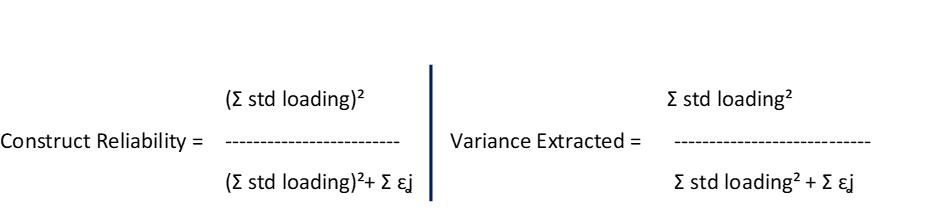 (Σ std loading)²
Construct Reliability = -------------------------
(Σ std loading)²+ Σ εj
Σ std loading²
Variance Extracted = ----------------------------
Σ std loading² + Σ εj